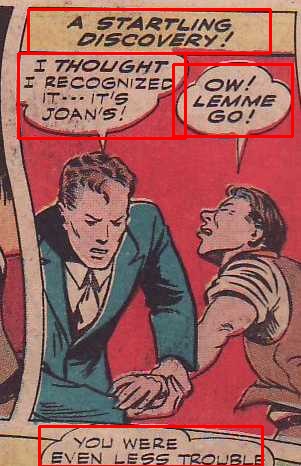 A STARTLING
DISCOVERY!
I THOUGHT
I RECOGNIZED
IT--- IT'S
JOAN'S!
OW!
LEMME
GO!
YOU WERE
EVEN LESS TROUBLE